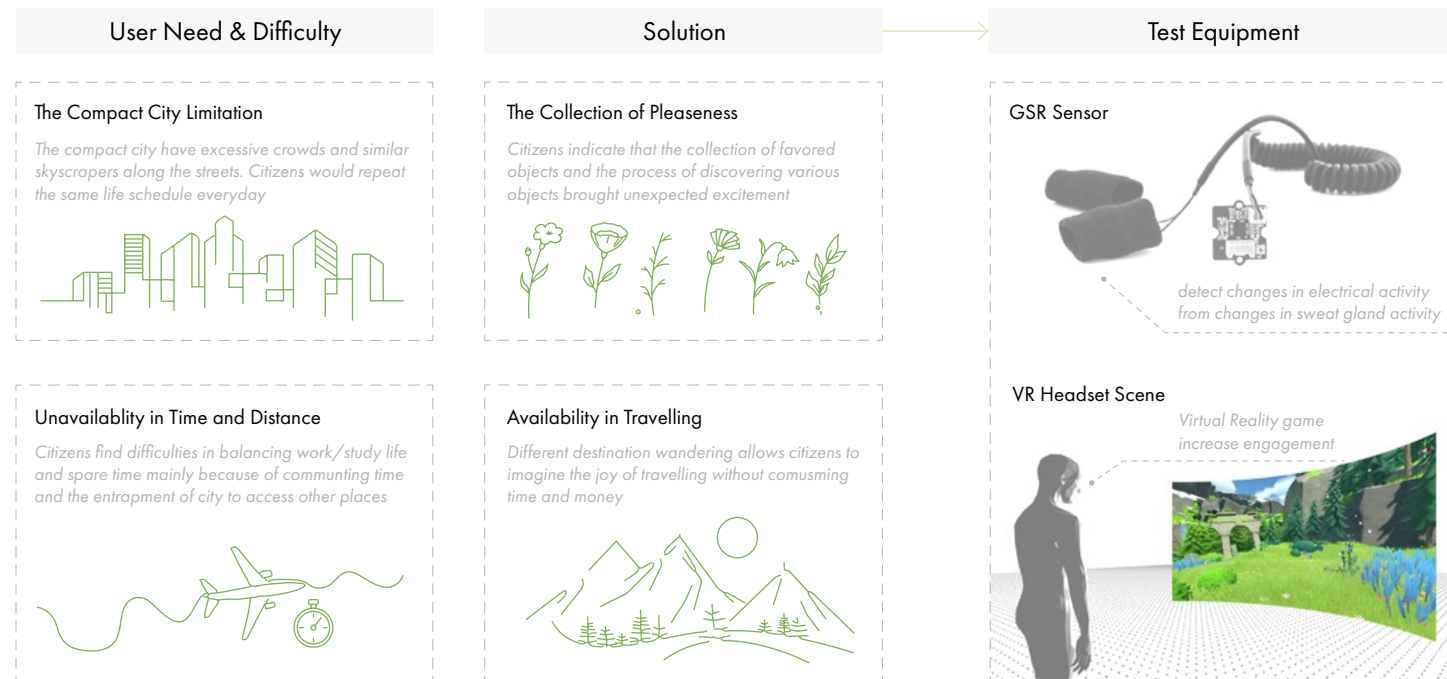 User Need & Difficulty
The Compact City Limitation
The compact city have excessive crowds and similar
skyscrapers along the streets. Citizens would repeat
the same life schedule everyday
Unavailablity in Time and Distance
Citizens find difficulties in balancing work/study life
and spare time mainly because of communting time
and the entrapment of city to access other places
Solution
The Collection of Pleaseness
Citizens indicate that the collection of favored
objects and the process of discovering various
objects brought unexpected excitement
Availability in Travelling
Different destination wandering allows citizens to
imagine the joy of travelling without comusming
time and money
Test Equipment
GSR Sensor
detect changes in electrical activity
from changes in sweat gland activity
VR Headset Scene
Virtual Reality game
increase engagement